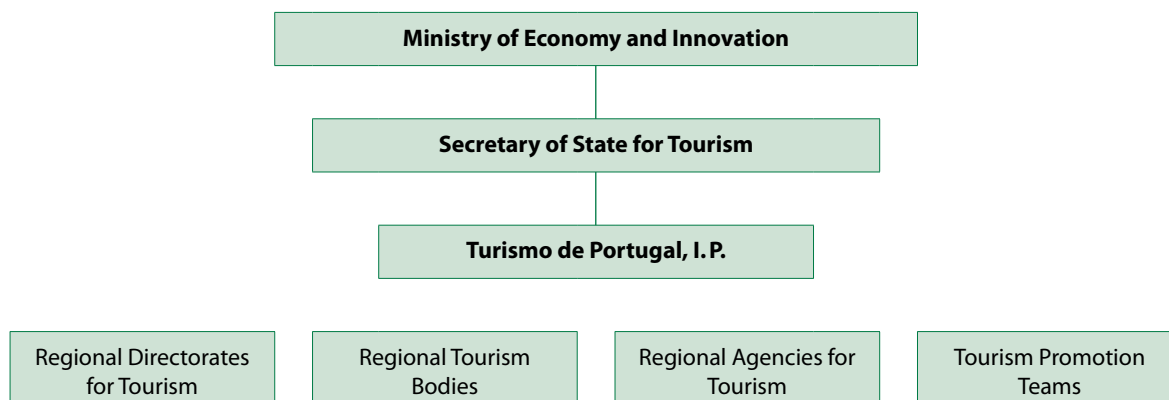 Ministry of Economy and Innovation
Secretary of State for Tourism
Turismo de Portugal, I.P.
Regional Directorates
for Tourism
Regional Tourism
Bodies
Regional Agencies for
Tourism
Tourism Promotion
Teams